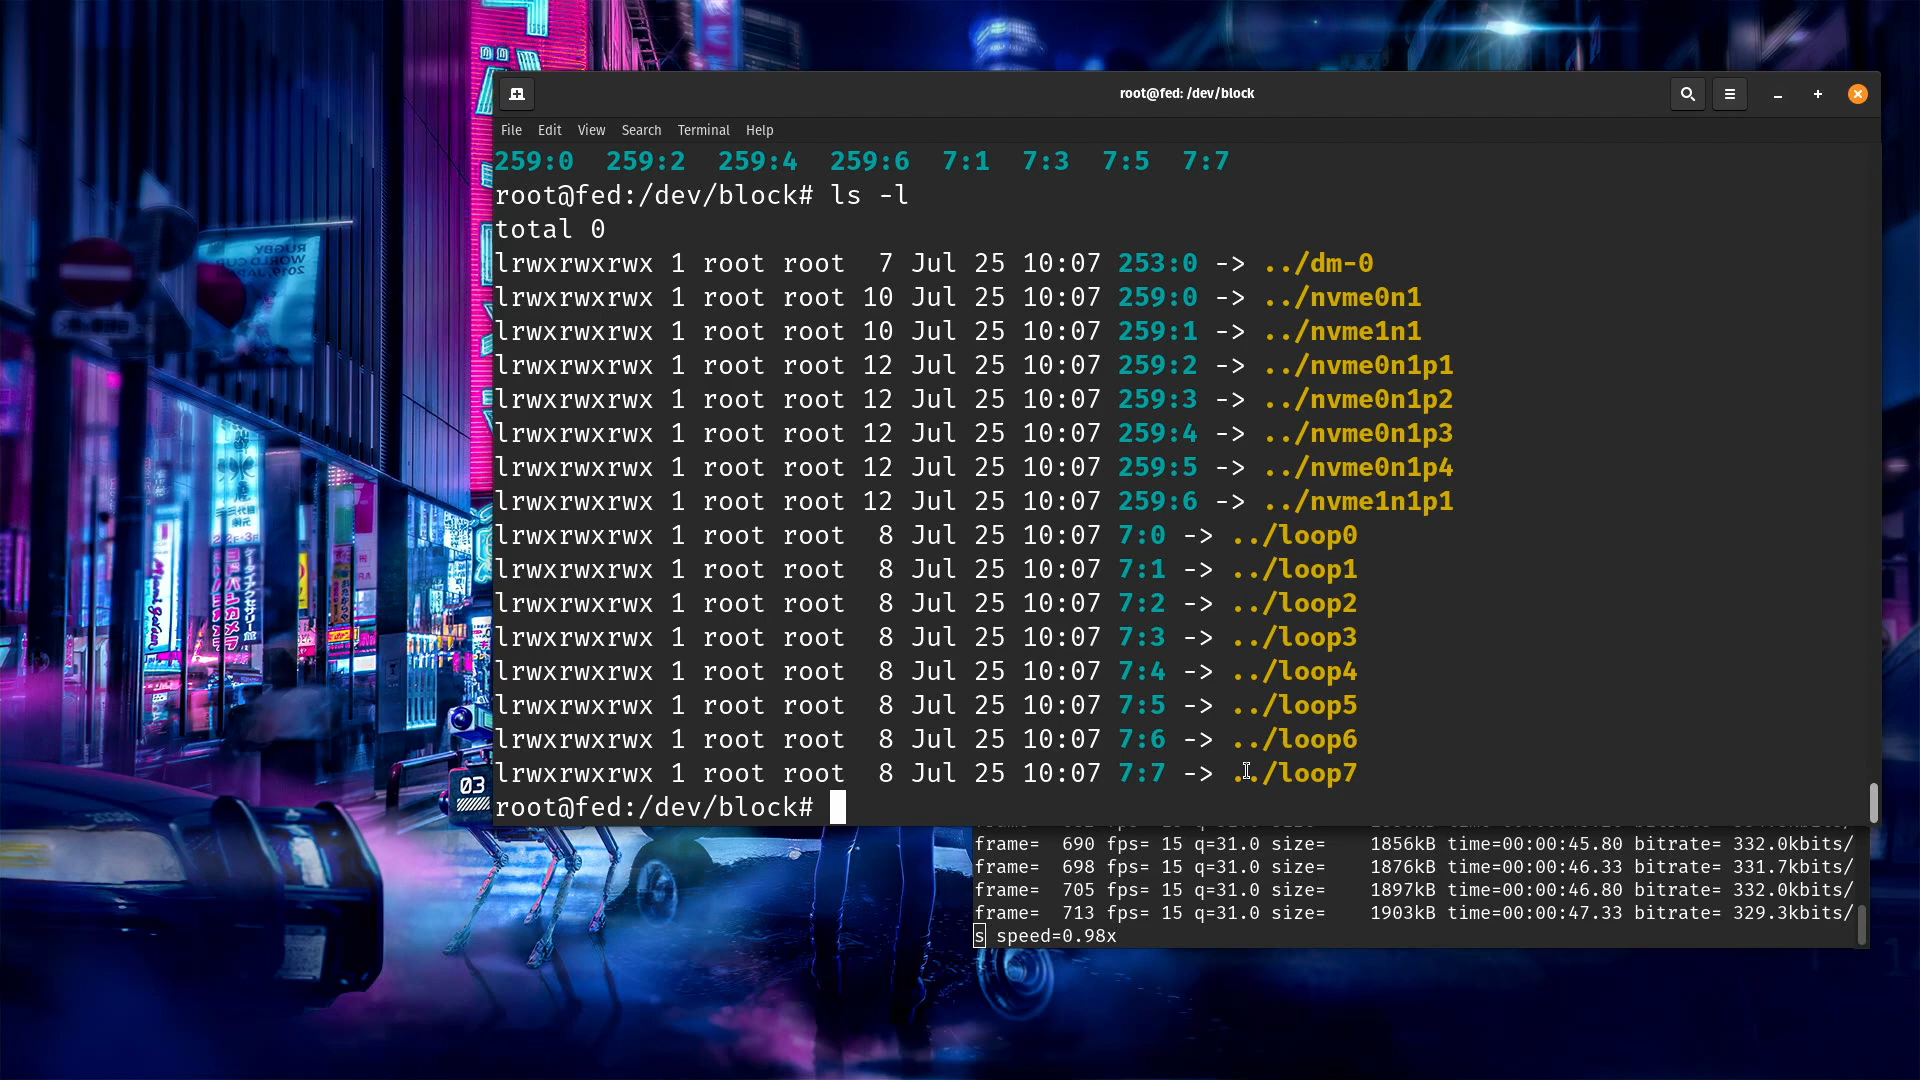 root@fed: /dev/block
File Edit View Search Terminal Help
259:0 259:2 259:4 259:6 7:1 7:3 7:5 7:7
root@fed:/dev/block# ls -l
total 0
lrwxrwxrwx 1 root root 7 Jul 25 10:07 253:0 -> ../dm-0
lrwxrwxrwx 1 root root 10 Jul 25 10:07 259:0 -> ../nvme0n1
lrwxrwxrwx 1 root root 10 Jul 25 10:07 259:1 -> ../nvme1n1
lrwxrwxrwx 1 root root 12 Jul 25 10:07 259:2 -> ../nvme0n1p1
lrwxrwxrwx 1 root root 12 Jul 25 10:07 259:3 -> ../nvme0n1p2
lrwxrwxrwx 1 root root 12 Jul 25 10:07 259:4 -> ../nvme0n1p3
lrwxrwxrwx 1 root root 12 Jul 25 10:07 259:5 -> ../nvme0n1p4
lrwxrwxrwx 1 root root 12 Jul 25 10:07 259:6 -> ../nvme1n1p1
lrwxrwxrwx 1 root root 8 Jul 25 10:07 7:0 -> ../loop0
lrwxrwxrwx 1 root root 8 Jul 25 10:07 7:1 -> ../loop1
lrwxrwxrwx 1 root root 8 Jul 25 10:07 7:2 -> ../loop2
lrwxrwxrwx 1 root root 8 Jul 25 10:07 7:3 -> ../loop3
lrwxrwxrwx 1 root root 8 Jul 25 10:07 7:4 -> ../loop4
lrwxrwxrwx 1 root root 8 Jul 25 10:07 7:5 -> ../loop5
lrwxrwxrwx 1 root root 8 Jul 25 10:07 7:6 -> ../loop6
lrwxrwxrwx 1 root root 8 Jul 25 10:07 7:7 -> ../loop7
root@fed:/dev/block#
frame= 690 fps= 15 q=31.0 size= 1856kB time=00:00:45.80 bitrate= 332.0kbits/
frame= 698 fps= 15 q=31.0 size= 1876kB time=00:00:46.33 bitrate= 331.7kbits/
frame= 705 fps= 15 q=31.0 size= 1897kB time=00:00:46.80 bitrate= 332.0kbits/
frame= 713 fps= 15 q=31.0 size= 1903kB time=00:00:47.33 bitrate= 329.3kbits/
s speed=0.98x
RUGBY
WORLD CUP
2019, JAPAN
03